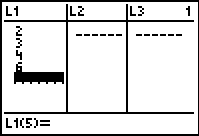 L1 L2 L3 1
2 ------ ------
3
4
6
L1(5)=